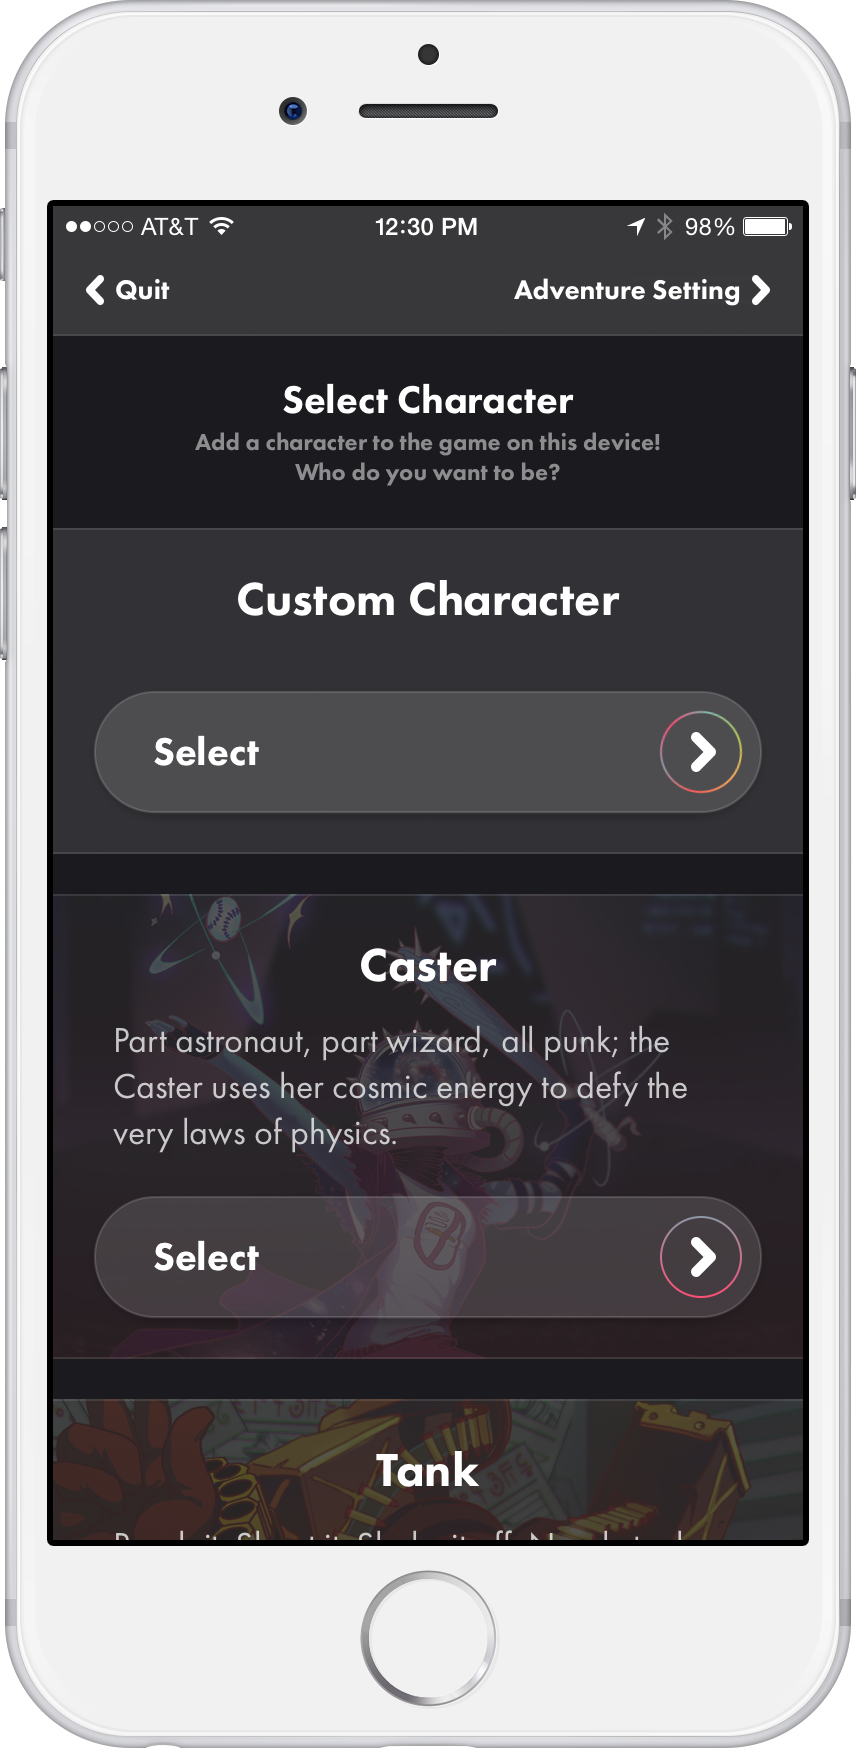 AT&T 12:30 PM 98%
Quit Adventure Setting
Select Character
Add a character to the game on this device!
Who do you want to be?
Custom Character
Select
Caster
Part astronaut, part wizard, all punk; the
Caster uses her cosmic energy to defy the
very laws of physics.
Select
Tank